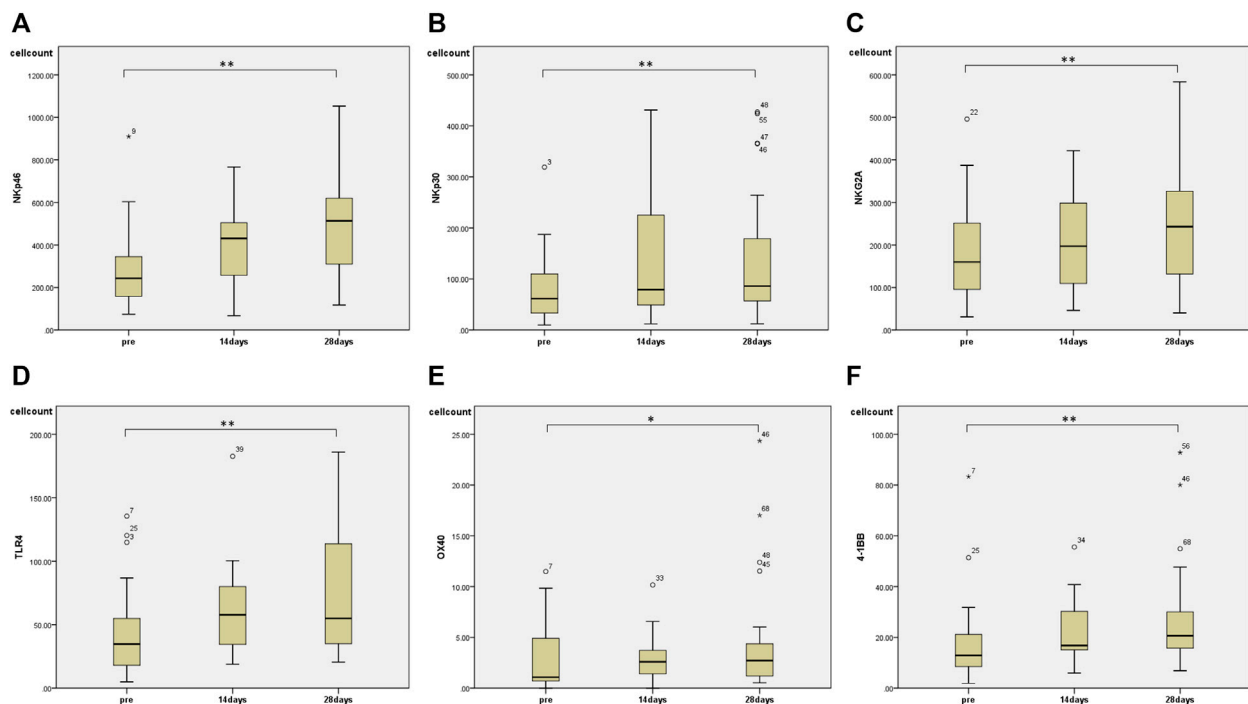 A
cellcount
**
1200.00
1000.00
800.00
600.00
400.00
200.00
.00
NKp46
9
pre
14days
28days
B
cellcount
**
500.00
400.00
300.00
200.00
100.00
.00
NKp30
3
48
55
47
46
pre
14days
28days
C
cellcount
**
600.00
500.00
400.00
300.00
200.00
100.00
.00
NKG2A
22
pre
14days
28days
D
cellcount
**
200.00
150.00
100.00
50.00
.00
TLR4
7
25
3
39
pre
14days
28days
E
cellcount
*
25.00
20.00
15.00
10.00
5.00
.00
OX40
7
33
46
68
48
45
pre
14days
28days
F
cellcount
**
100.00
80.00
60.00
40.00
20.00
.00
4-1BB
7
25
34
56
46
68
pre
14days
28days